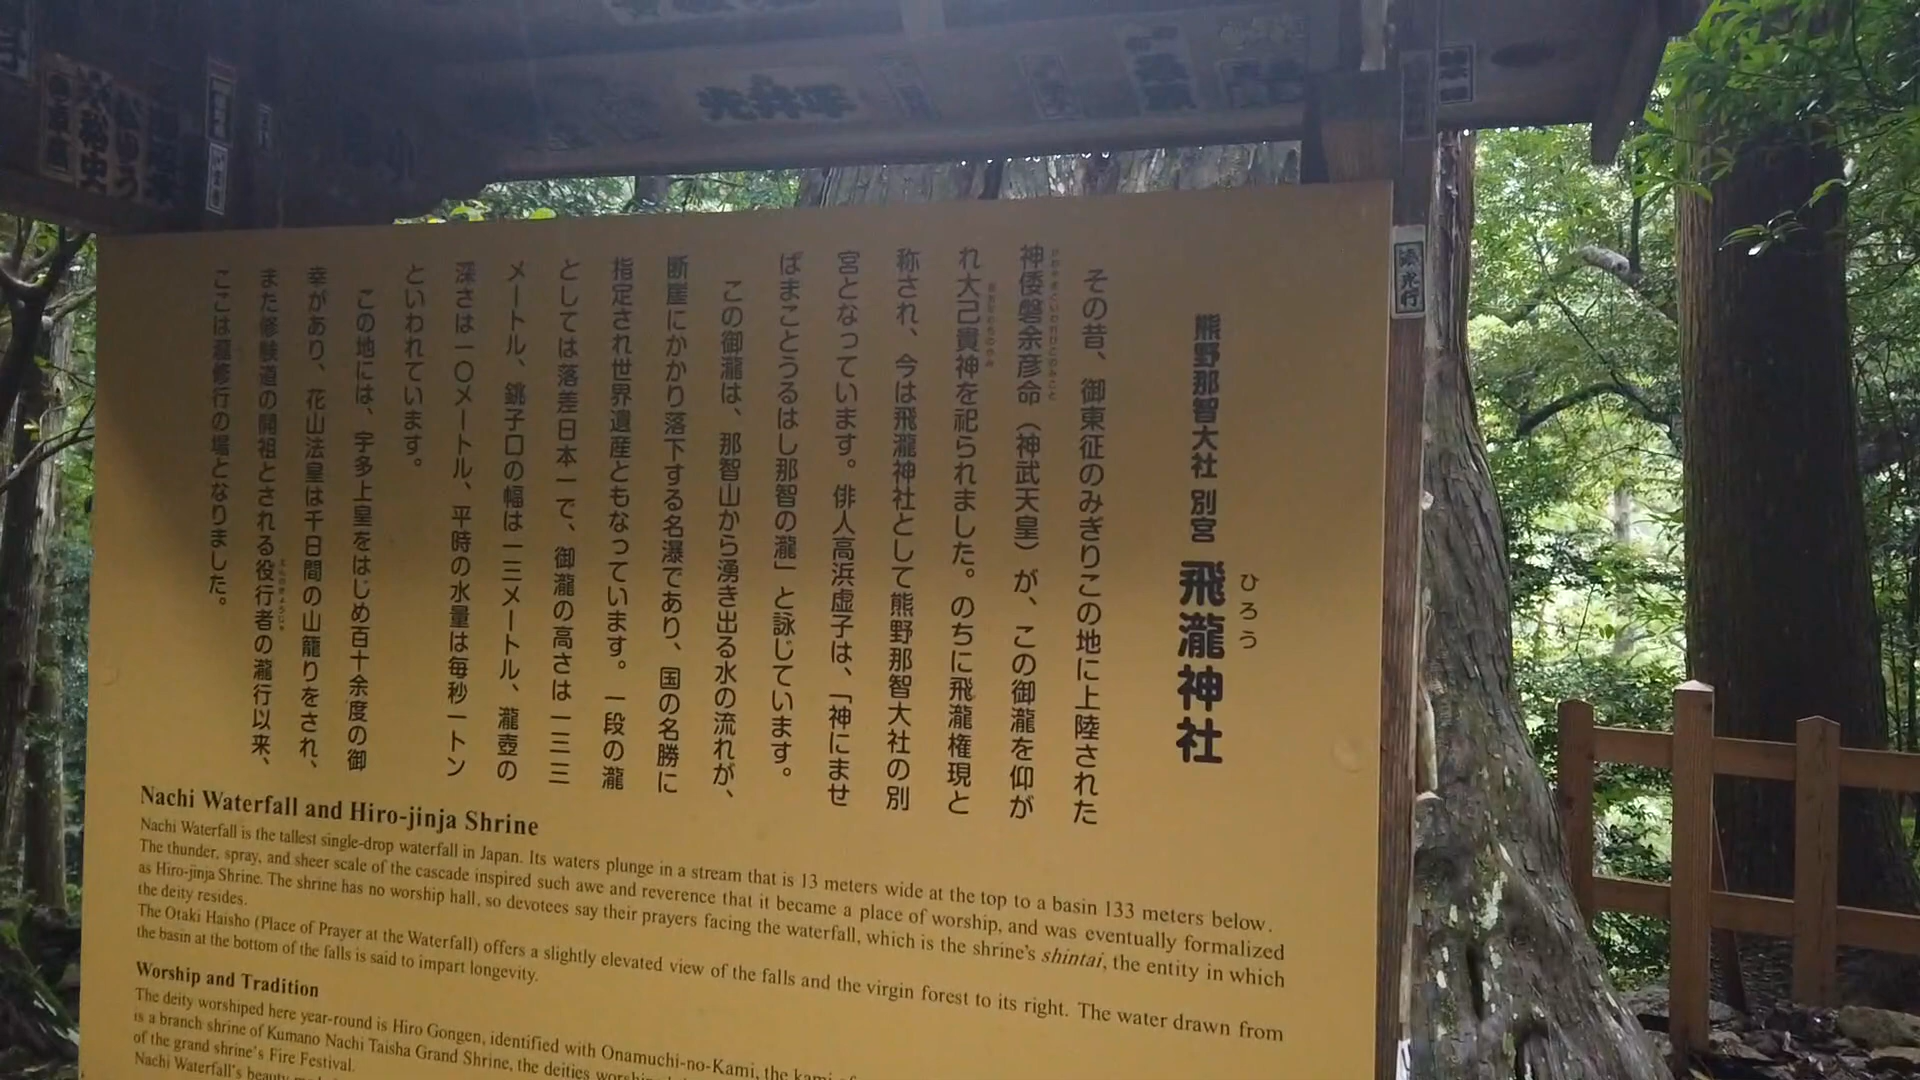 熊野那智大社 別宮 飛瀧神社
ひろう
その昔、御東征のみぎりこの地に上陸された
神倭磐余彦命（神武天皇）が、この御瀧を仰が
れ大己貴神を祀られました。のちに飛瀧権現と
称され、今は飛瀧神社として熊野那智大社の別
宮となっています。俳人高浜虚子は、「神にませ
ばまことうるはし那智の瀧」と詠じています。
この御瀧は、那智山から湧き出る水の流れが、
断崖にかかり落下する名瀑であり、国の名勝に
指定され世界遺産ともなっています。一段の瀧
としては落差日本一で、御瀧の高さは一三三
メートル、銚子口の幅は一三メートル、瀧壺の
深さは一〇メートル、平時の水量は毎秒一トン
といわれています。
この地には、宇多上皇をはじめ百十余度の御
幸があり、花山法皇は千日間の山籠りをされ、
また修験道の開祖とされる役行者の瀧行以来、
ここは瀧修行の場となりました。
Nachi Waterfall and Hiro-jinja Shrine
Nachi Waterfall is the tallest single-drop waterfall in Japan. Its waters plunge in a stream that is 13 meters wide at the top to a basin 133 meters below.
The thunder, spray, and sheer scale of the cascade inspired such awe and reverence that it became a place of worship, and was eventually formalized
as Hiro-jinja Shrine. The shrine has no worship hall, so devotees say their prayers facing the waterfall, which is the shrine's shintai, the entity in which
the deity resides.
The Otaki Haisho (Place of Prayer at the Waterfall) offers a slightly elevated view of the falls and the virgin forest to its right. The water drawn from
the basin at the bottom of the falls is said to impart longevity.
Worship and Tradition
The deity worshiped here year-round is Hiro Gongen, identified with Onamuchi-no-Kami, the kami
is a branch shrine of Kumano Nachi Taisha Grand Shrine, the deities
of the grand shrine's Fire Festival.
Nachi Waterfall's beauty